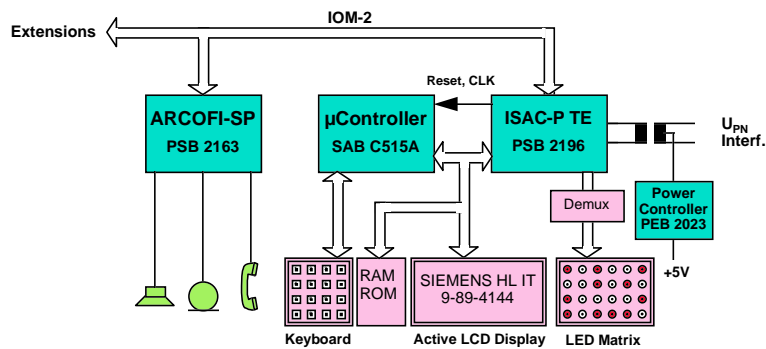 IOM-2
Extensions
Reset, CLK
ARCOFI-SP
PSB 2163
µController
SAB C515A
ISAC-P TE
PSB 2196
UPN
Interf.
Demux
Power
Controller
PEB 2023
+5V
RAM
ROM
SIEMENS HL IT
9-89-4144
Keyboard
Active LCD Display
LED Matrix